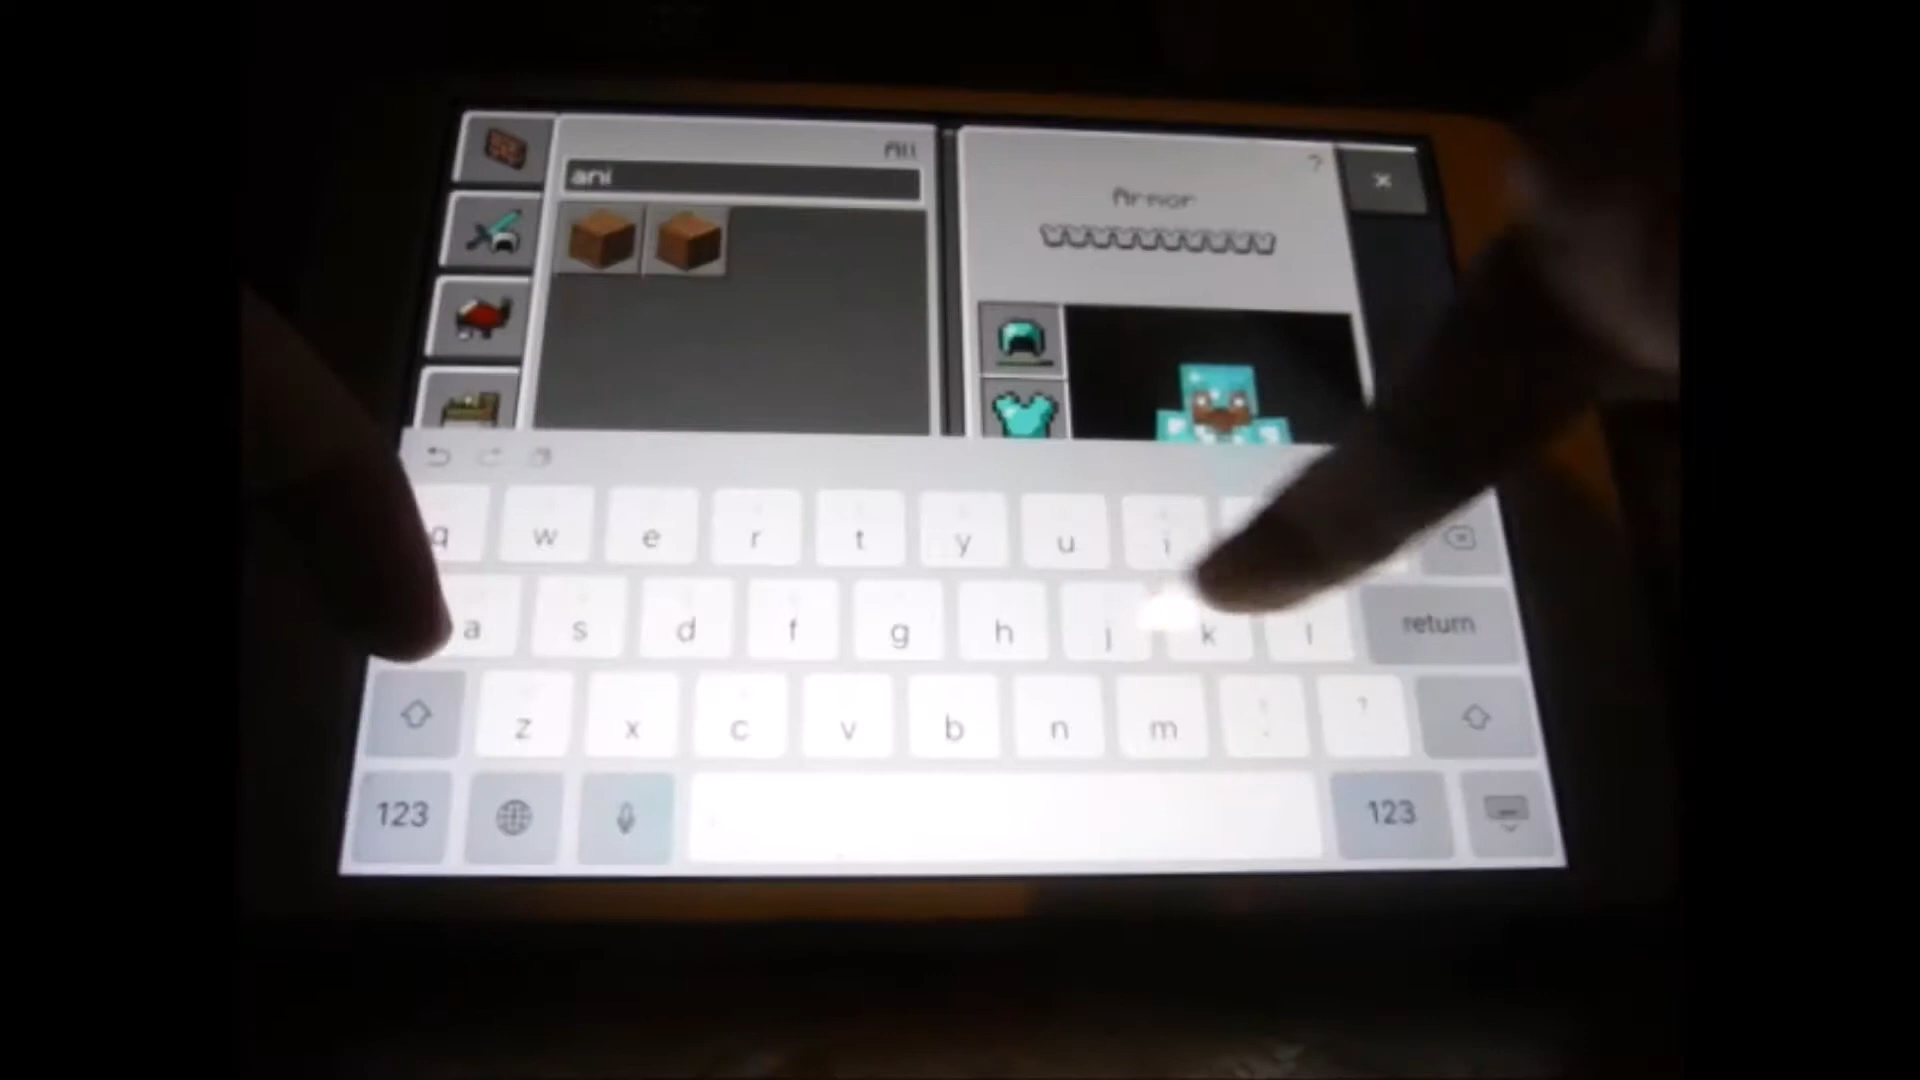 All
ani
?
Armor
x
q w e r t y u i
a s d f g h j k l return
z x c v b n m
123 123